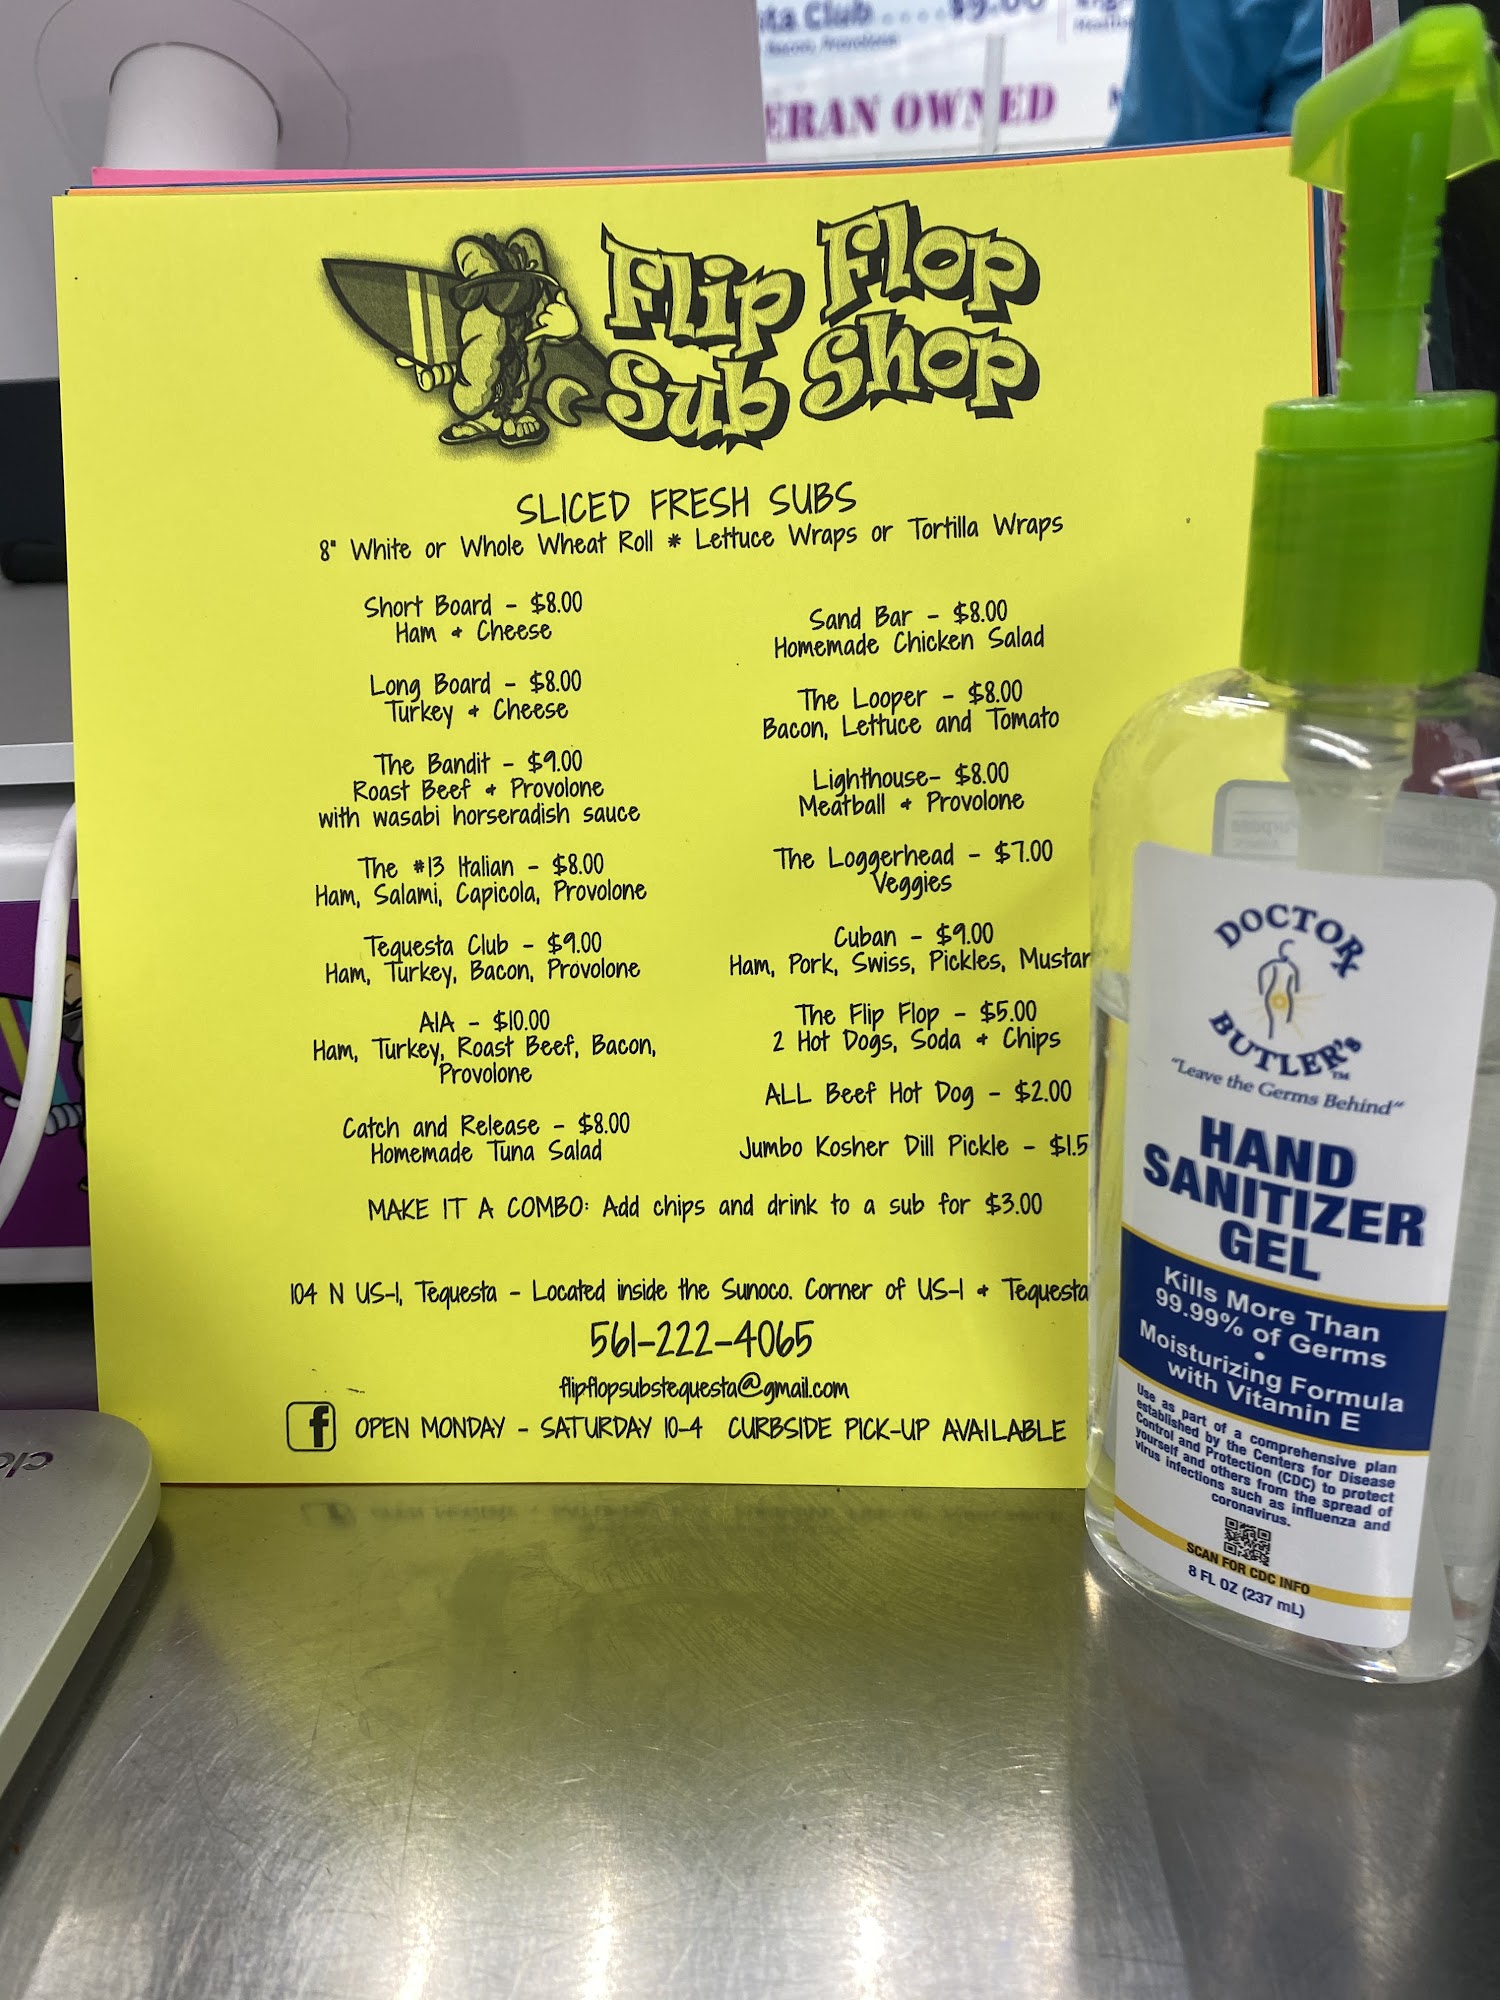 ta Club....$9.00
Bacon, Provolone
ERAN OWNED
Flip Flop
Sub Shop
SLICED FRESH SUBS
8" White or Whole Wheat Roll * Lettuce Wraps or Tortilla Wraps
Short Board - $8.00
Ham & Cheese
Long Board - $8.00
Turkey & Cheese
The Bandit - $9.00
Roast Beef & Provolone
with wasabi horseradish sauce
The #13 Italian - $8.00
Ham, Salami, Capicola, Provolone
Tequesta Club - $9.00
Ham, Turkey, Bacon, Provolone
A1A - $10.00
Ham, Turkey, Roast Beef, Bacon,
Provolone
Catch and Release - $8.00
Homemade Tuna Salad
Sand Bar - $8.00
Homemade Chicken Salad
The Looper - $8.00
Bacon, Lettuce and Tomato
Lighthouse- $8.00
Meatball & Provolone
The Loggerhead - $7.00
Veggies
Cuban - $9.00
Ham, Pork, Swiss, Pickles, Mustar
The Flip Flop - $5.00
2 Hot Dogs, Soda & Chips
ALL Beef Hot Dog - $2.00
Jumbo Kosher Dill Pickle - $1.5
MAKE IT A COMBO: Add chips and drink to a sub for $3.00
104 N US-1, Tequesta - Located inside the Sunoco. Corner of US-1 & Tequesta
561-222-4065
flipflopsubstequesta@gmail.com
f OPEN MONDAY - SATURDAY 10-4 CURBSIDE PICK-UP AVAILABLE
DOCTOR
BUTLER'S™
"Leave the Germs Behind"
HAND
SANITIZER
GEL
Kills More Than
99.99% of Germs
•
Moisturizing Formula
with Vitamin E
Use as part of a comprehensive plan
established by the Centers for Disease
Control and Protection (CDC) to protect
yourself and others from the spread of
virus infections such as influenza and
coronavirus.
SCAN FOR CDC INFO
8 FL OZ (237 mL)